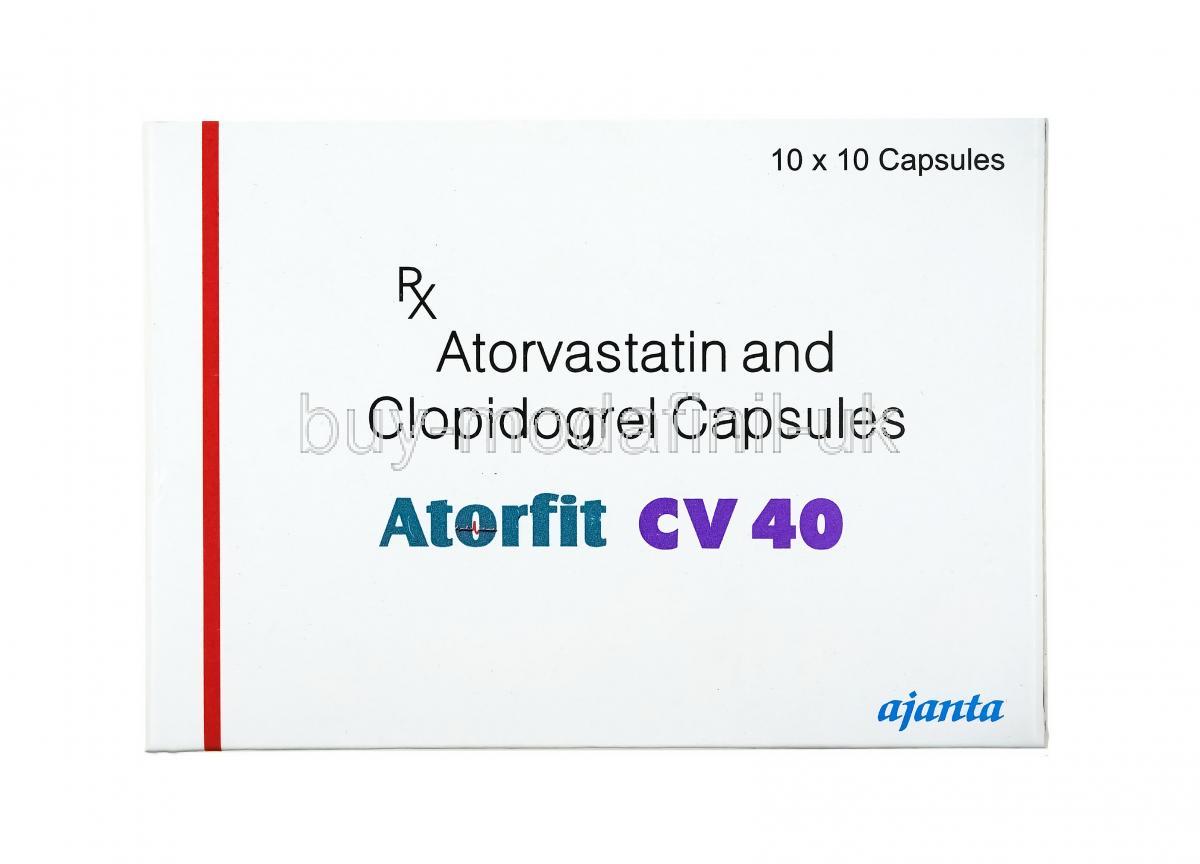 10 x 10 Capsules
Rx
Atorvastatin and
Clopidogrel Capsules
buy-modafinil-uk
Atorfit CV 40
ajanta